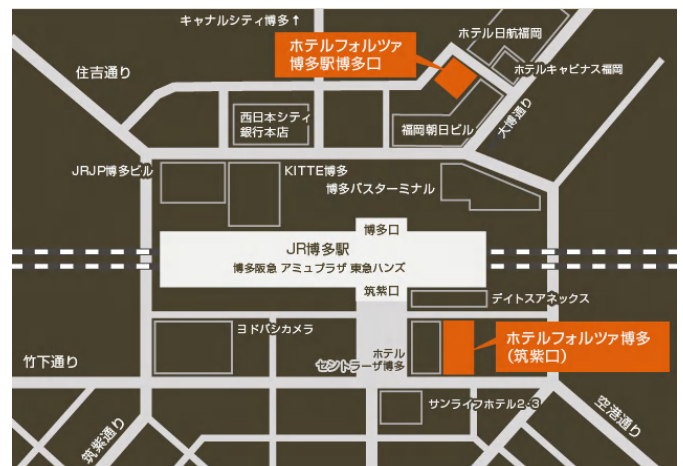 キャナルシティ博多↑
ホテル日航福岡
ホテルフォルツァ
博多駅博多口
住吉通り
ホテルキャビナス福岡
大博通り
西日本シティ
銀行本店
福岡朝日ビル
JRJP博多ビル
KITTE博多
博多バスターミナル
博多口
JR博多駅
博多阪急 アミュプラザ 東急ハンズ
筑紫口
デイトスアネックス
ヨドバシカメラ
ホテルフォルツァ博多
(筑紫口)
竹下通り
ホテル
セントラーザ博多
サンライフホテル2・3
空港通り
筑紫通り